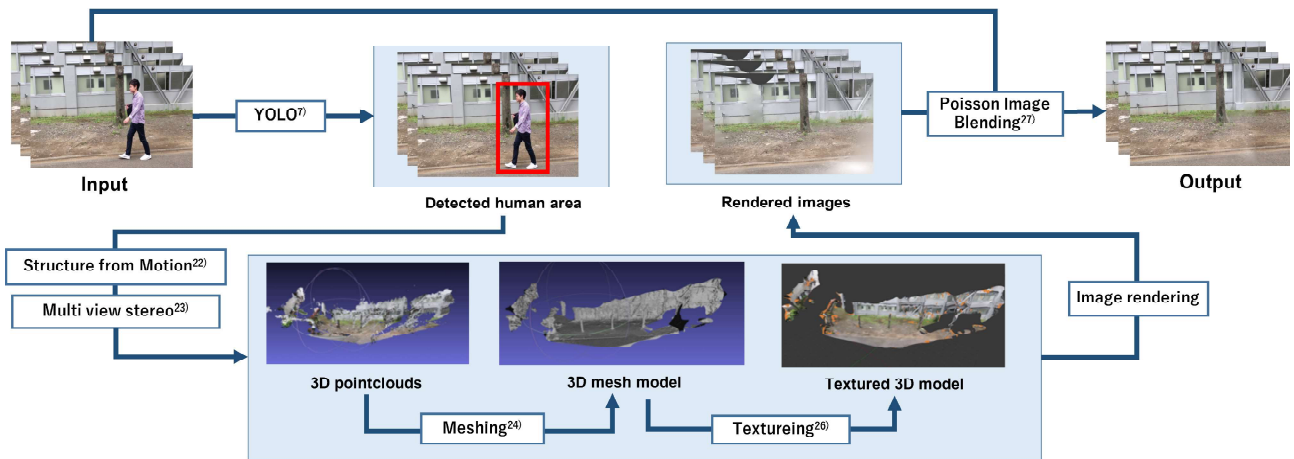 Input
YOLO7)
Detected human area
Rendered images
Poisson Image
Blending27)
Output
Structure from Motion22)
Multi view stereo23)
3D pointclouds
3D mesh model
Textured 3D model
Meshing24)
Textureing26)
Image rendering